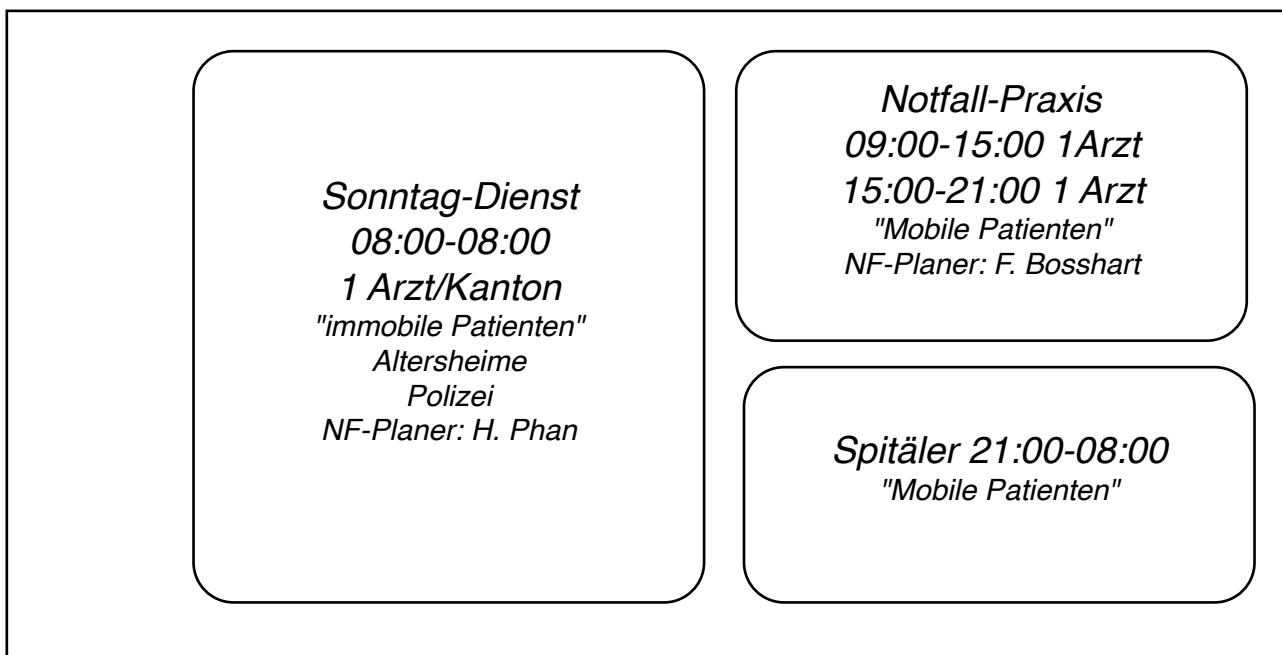 Sonntag-Dienst
08:00-08:00
1 Arzt/Kanton
"immobile Patienten"
Altersheime
Polizei
NF-Planer: H. Phan
Notfall-Praxis
09:00-15:00 1Arzt
15:00-21:00 1 Arzt
"Mobile Patienten"
NF-Planer: F. Bosshart
Spitäler 21:00-08:00
"Mobile Patienten"